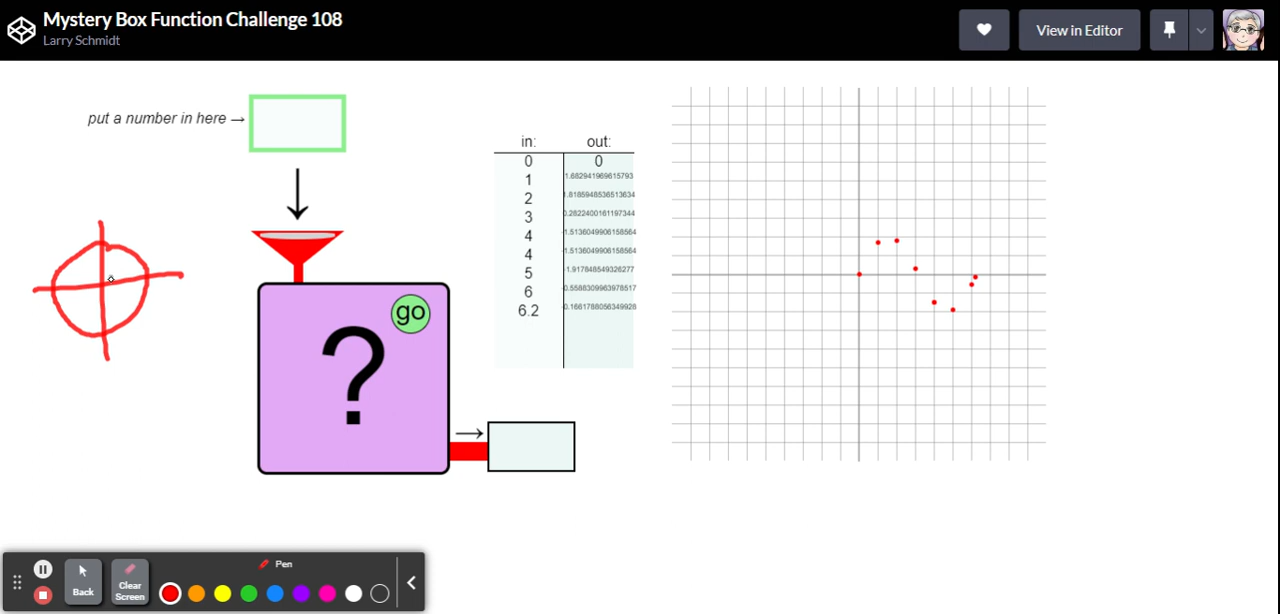 Mystery Box Function Challenge 108
Larry Schmidt
View in Editor
put a number in here →
in: out:
0 0
1 1.682941969615793
2 1.8185948536513634
3 0.2822400161197344
4 -1.5136049906158564
4 -1.5136049906158564
5 -1.917848549326277
6 -0.5588309963978517
6.2 -0.1661788056349928
go
?
Pen
Back
Clear
Screen